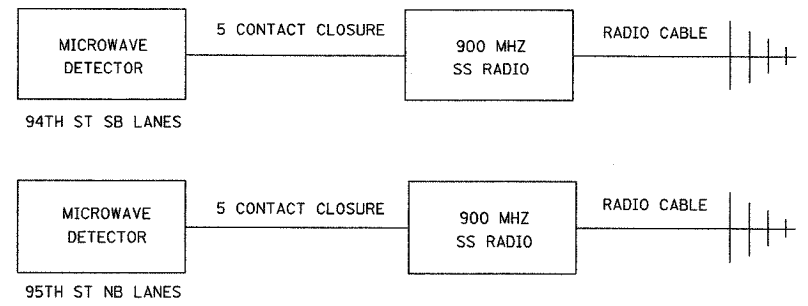 MICROWAVE
DETECTOR
5 CONTACT CLOSURE
900 MHZ
SS RADIO
RADIO CABLE
94TH ST SB LANES
MICROWAVE
DETECTOR
5 CONTACT CLOSURE
900 MHZ
SS RADIO
RADIO CABLE
95TH ST NB LANES